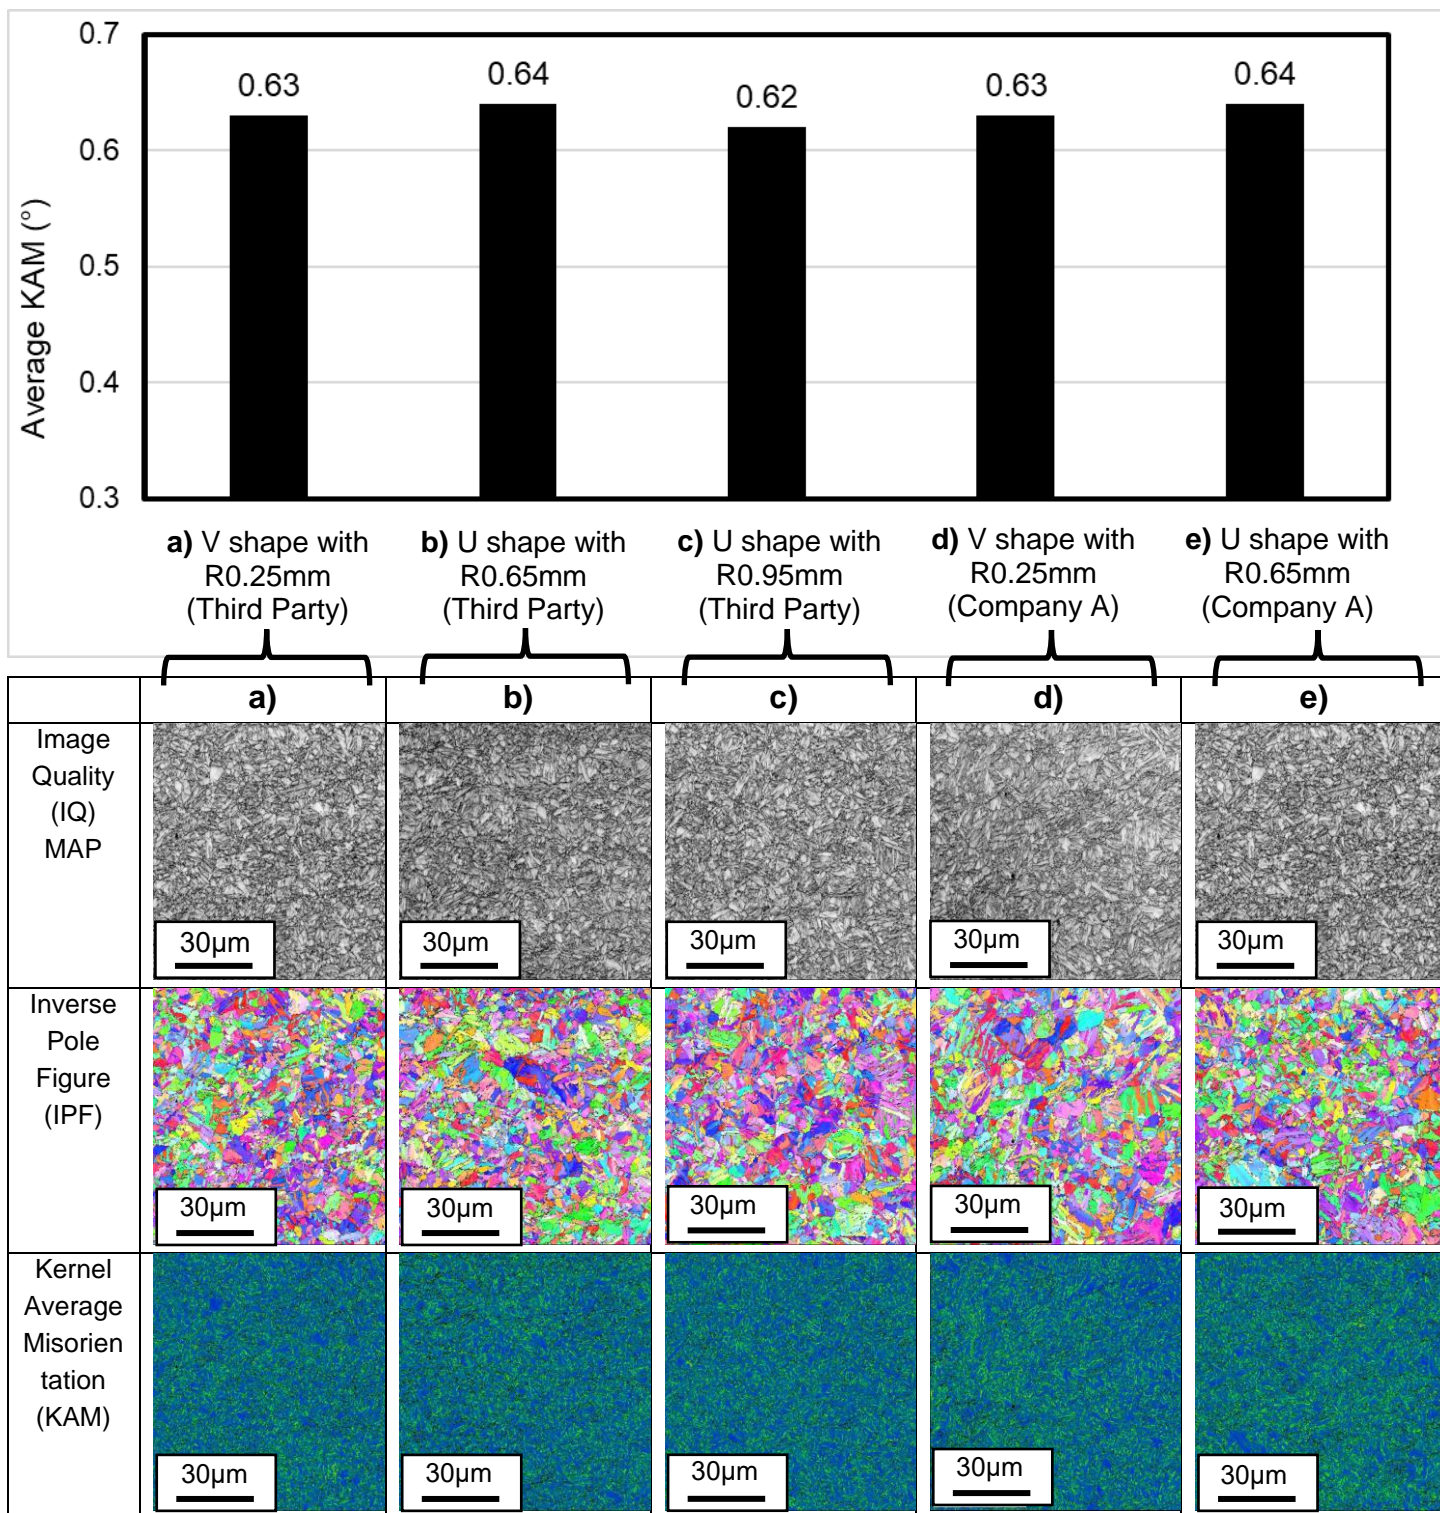 0.7
0.6
0.5
0.4
0.3
Average KAM (°)
0.63
0.64
0.62
0.63
0.64
a) V shape with
R0.25mm
(Third Party)
b) U shape with
R0.65mm
(Third Party)
c) U shape with
R0.95mm
(Third Party)
d) V shape with
R0.25mm
(Company A)
e) U shape with
R0.65mm
(Company A)
a)
b)
c)
d)
e)
Image
Quality
(IQ)
MAP
30µm
30µm
30µm
30µm
30µm
Inverse
Pole
Figure
(IPF)
30µm
30µm
30µm
30µm
30µm
Kernel
Average
Misorien
tation
(KAM)
30µm
30µm
30µm
30µm
30µm